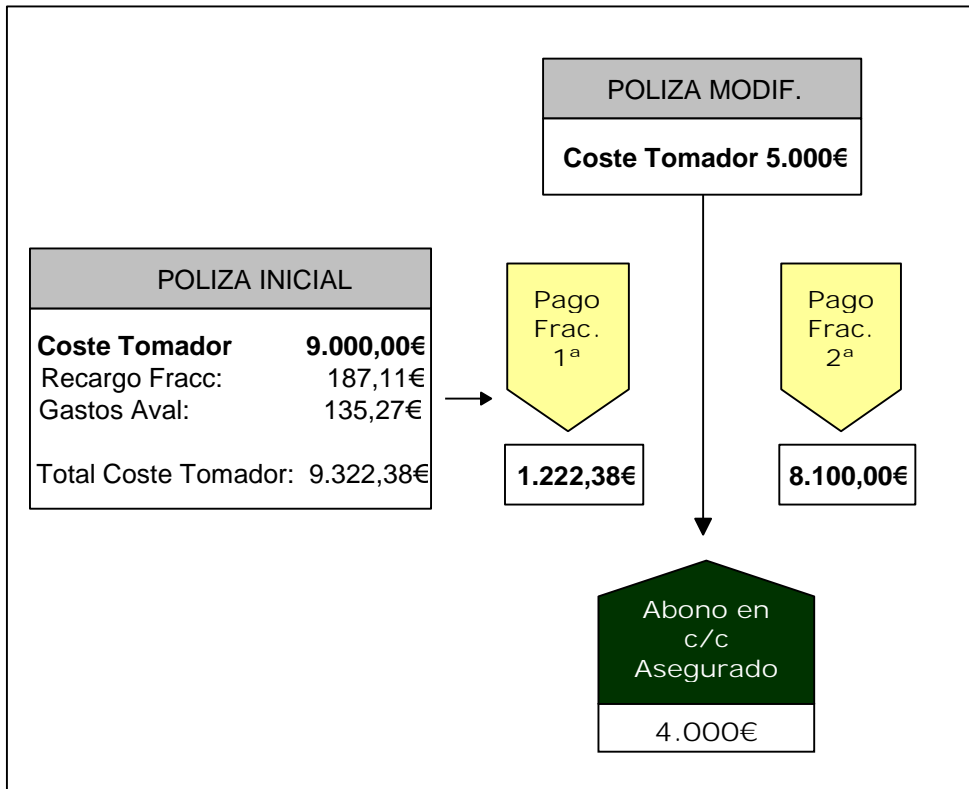 POLIZA MODIF.
Coste Tomador 5.000€
POLIZA INICIAL
Coste Tomador 9.000,00€
Recargo Fracc: 187,11€
Gastos Aval: 135,27€
Total Coste Tomador: 9.322,38€
Pago
Frac.
1ª
1.222,38€
Pago
Frac.
2ª
8.100,00€
Abono en
c/c
Asegurado
4.000€